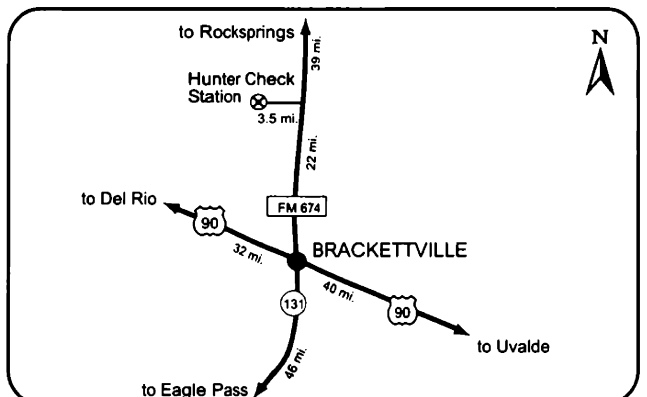 to Rocksprings
39 mi.
N
Hunter Check
Station
3.5 mi.
22 mi.
FM 674
to Del Rio
90
32 mi.
BRACKETTVILLE
40 mi.
131
90
to Uvalde
46 mi.
to Eagle Pass